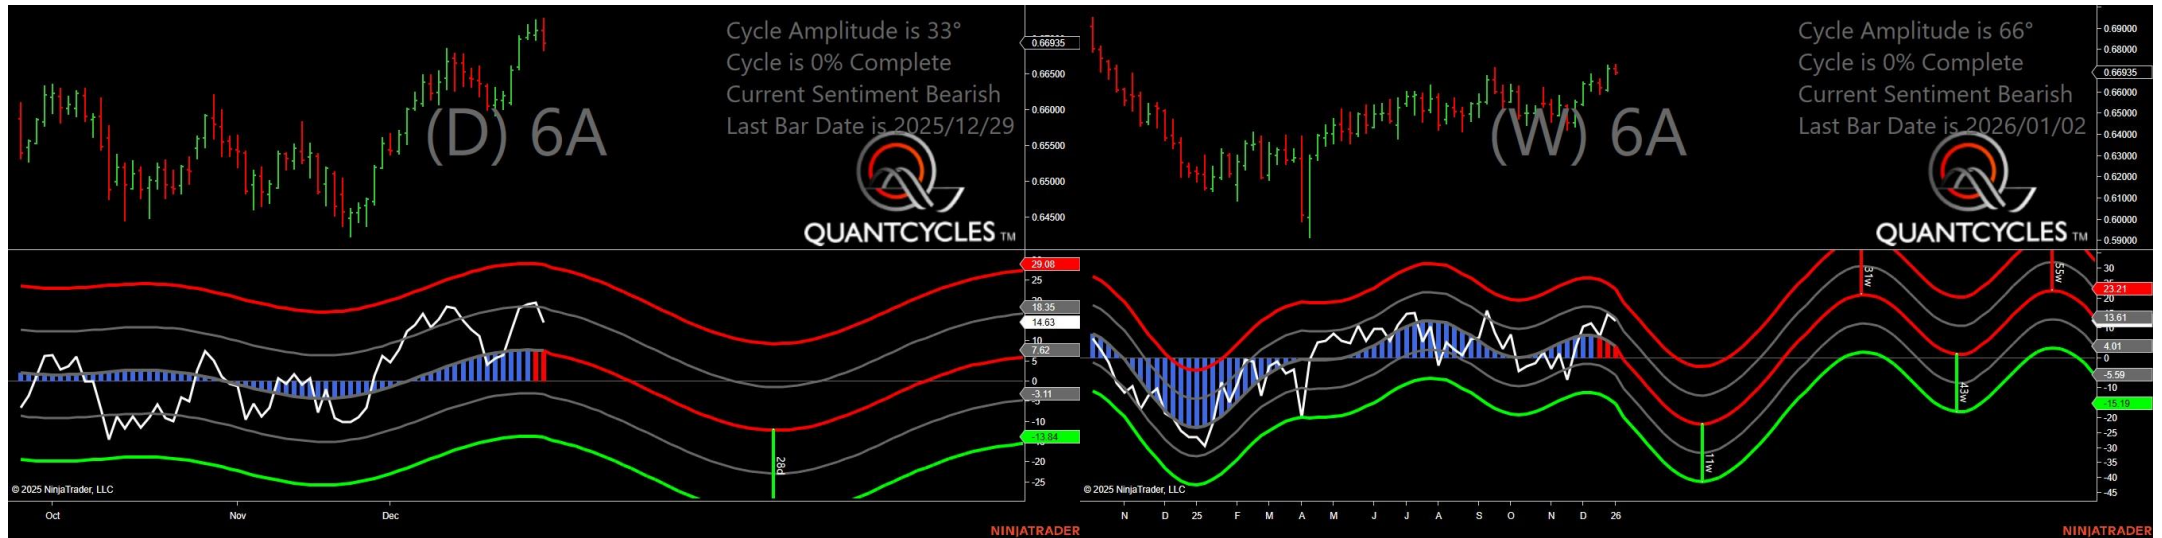 Cycle Amplitude is 33°
Cycle is 0% Complete
Current Sentiment Bearish
Last Bar Date is 2025/12/29
(D) 6A
QUANTCYCLES TM
0.66935
0.66500
0.66000
0.65500
0.65000
0.64500
29.08
25
18.35
14.63
10
7.62
5
0
-3.11
-10
-13.84
-20
-25
28d
© 2025 NinjaTrader, LLC
Oct Nov Dec
NINJATRADER
Cycle Amplitude is 66°
Cycle is 0% Complete
Current Sentiment Bearish
Last Bar Date is 2026/01/02
(W) 6A
QUANTCYCLES TM
0.69000
0.68000
0.66935
0.66000
0.65000
0.64000
0.63000
0.62000
0.61000
0.60000
0.59000
30
23.21
20
13.61
10
4.01
0
-5.59
-10
-15.19
-20
-25
-30
-35
-40
-45
11w
31w
43w
55w
© 2025 NinjaTrader, LLC
N D 25 F M A M J J A S O N D 26
NINJATRADER